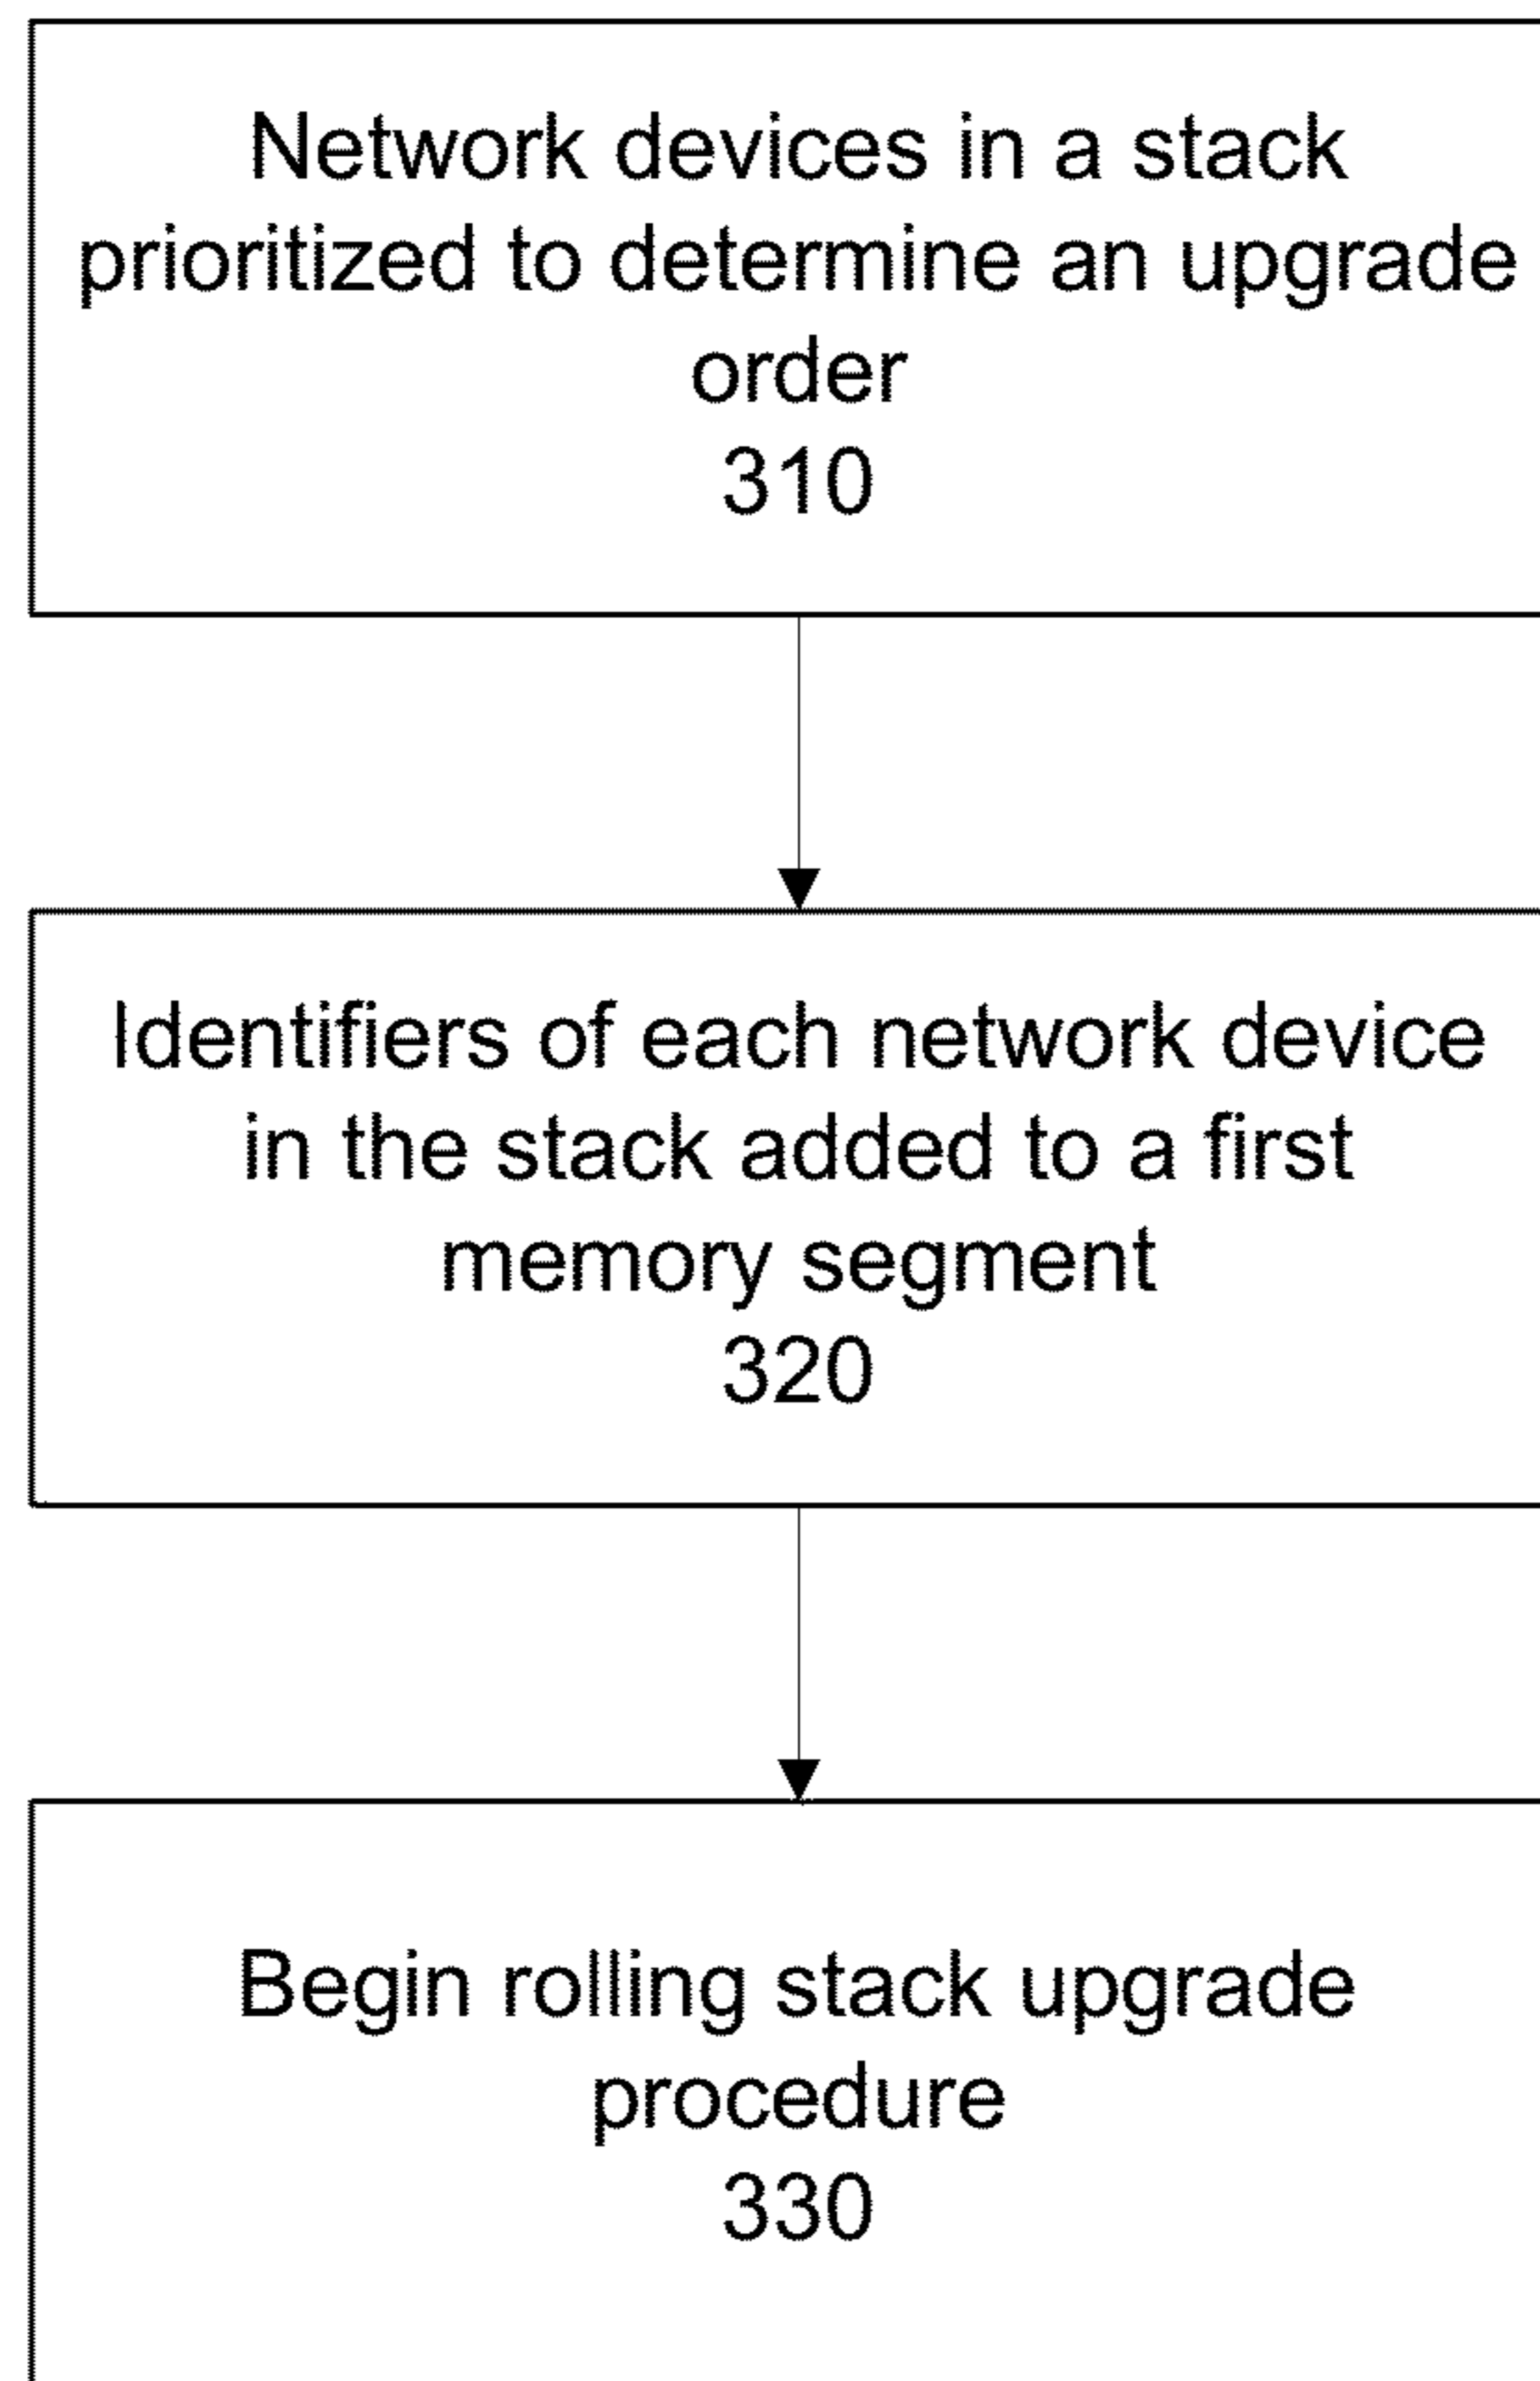 Network devices in a stack
prioritized to determine an upgrade
order
310
Identifiers of each network device
in the stack added to a first
memory segment
320
Begin rolling stack upgrade
procedure
330